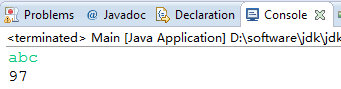 Problems @ Javadoc Declaration Console
<terminated> Main [Java Application] D:\software\jdk\jdk
abc
97